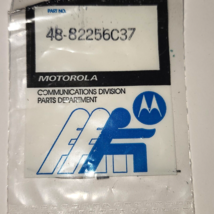 PART NO.
48-82256C37
MOTOROLA
COMMUNICATIONS DIVISION
PARTS DEPARTMENT